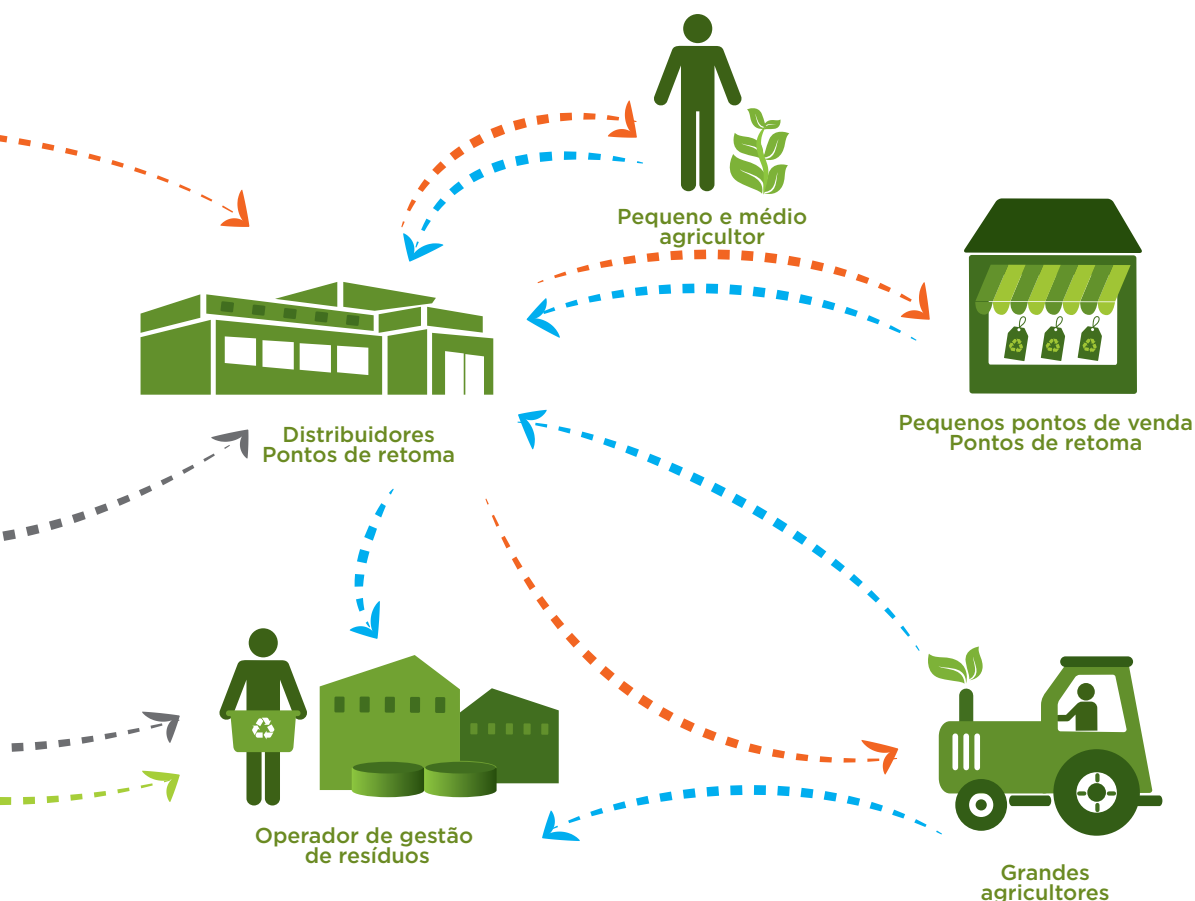 Pequeno e médio
agricultor
Pequenos pontos de venda
Pontos de retoma
Distribuidores
Pontos de retoma
Operador de gestão
de resíduos
Grandes
agricultores